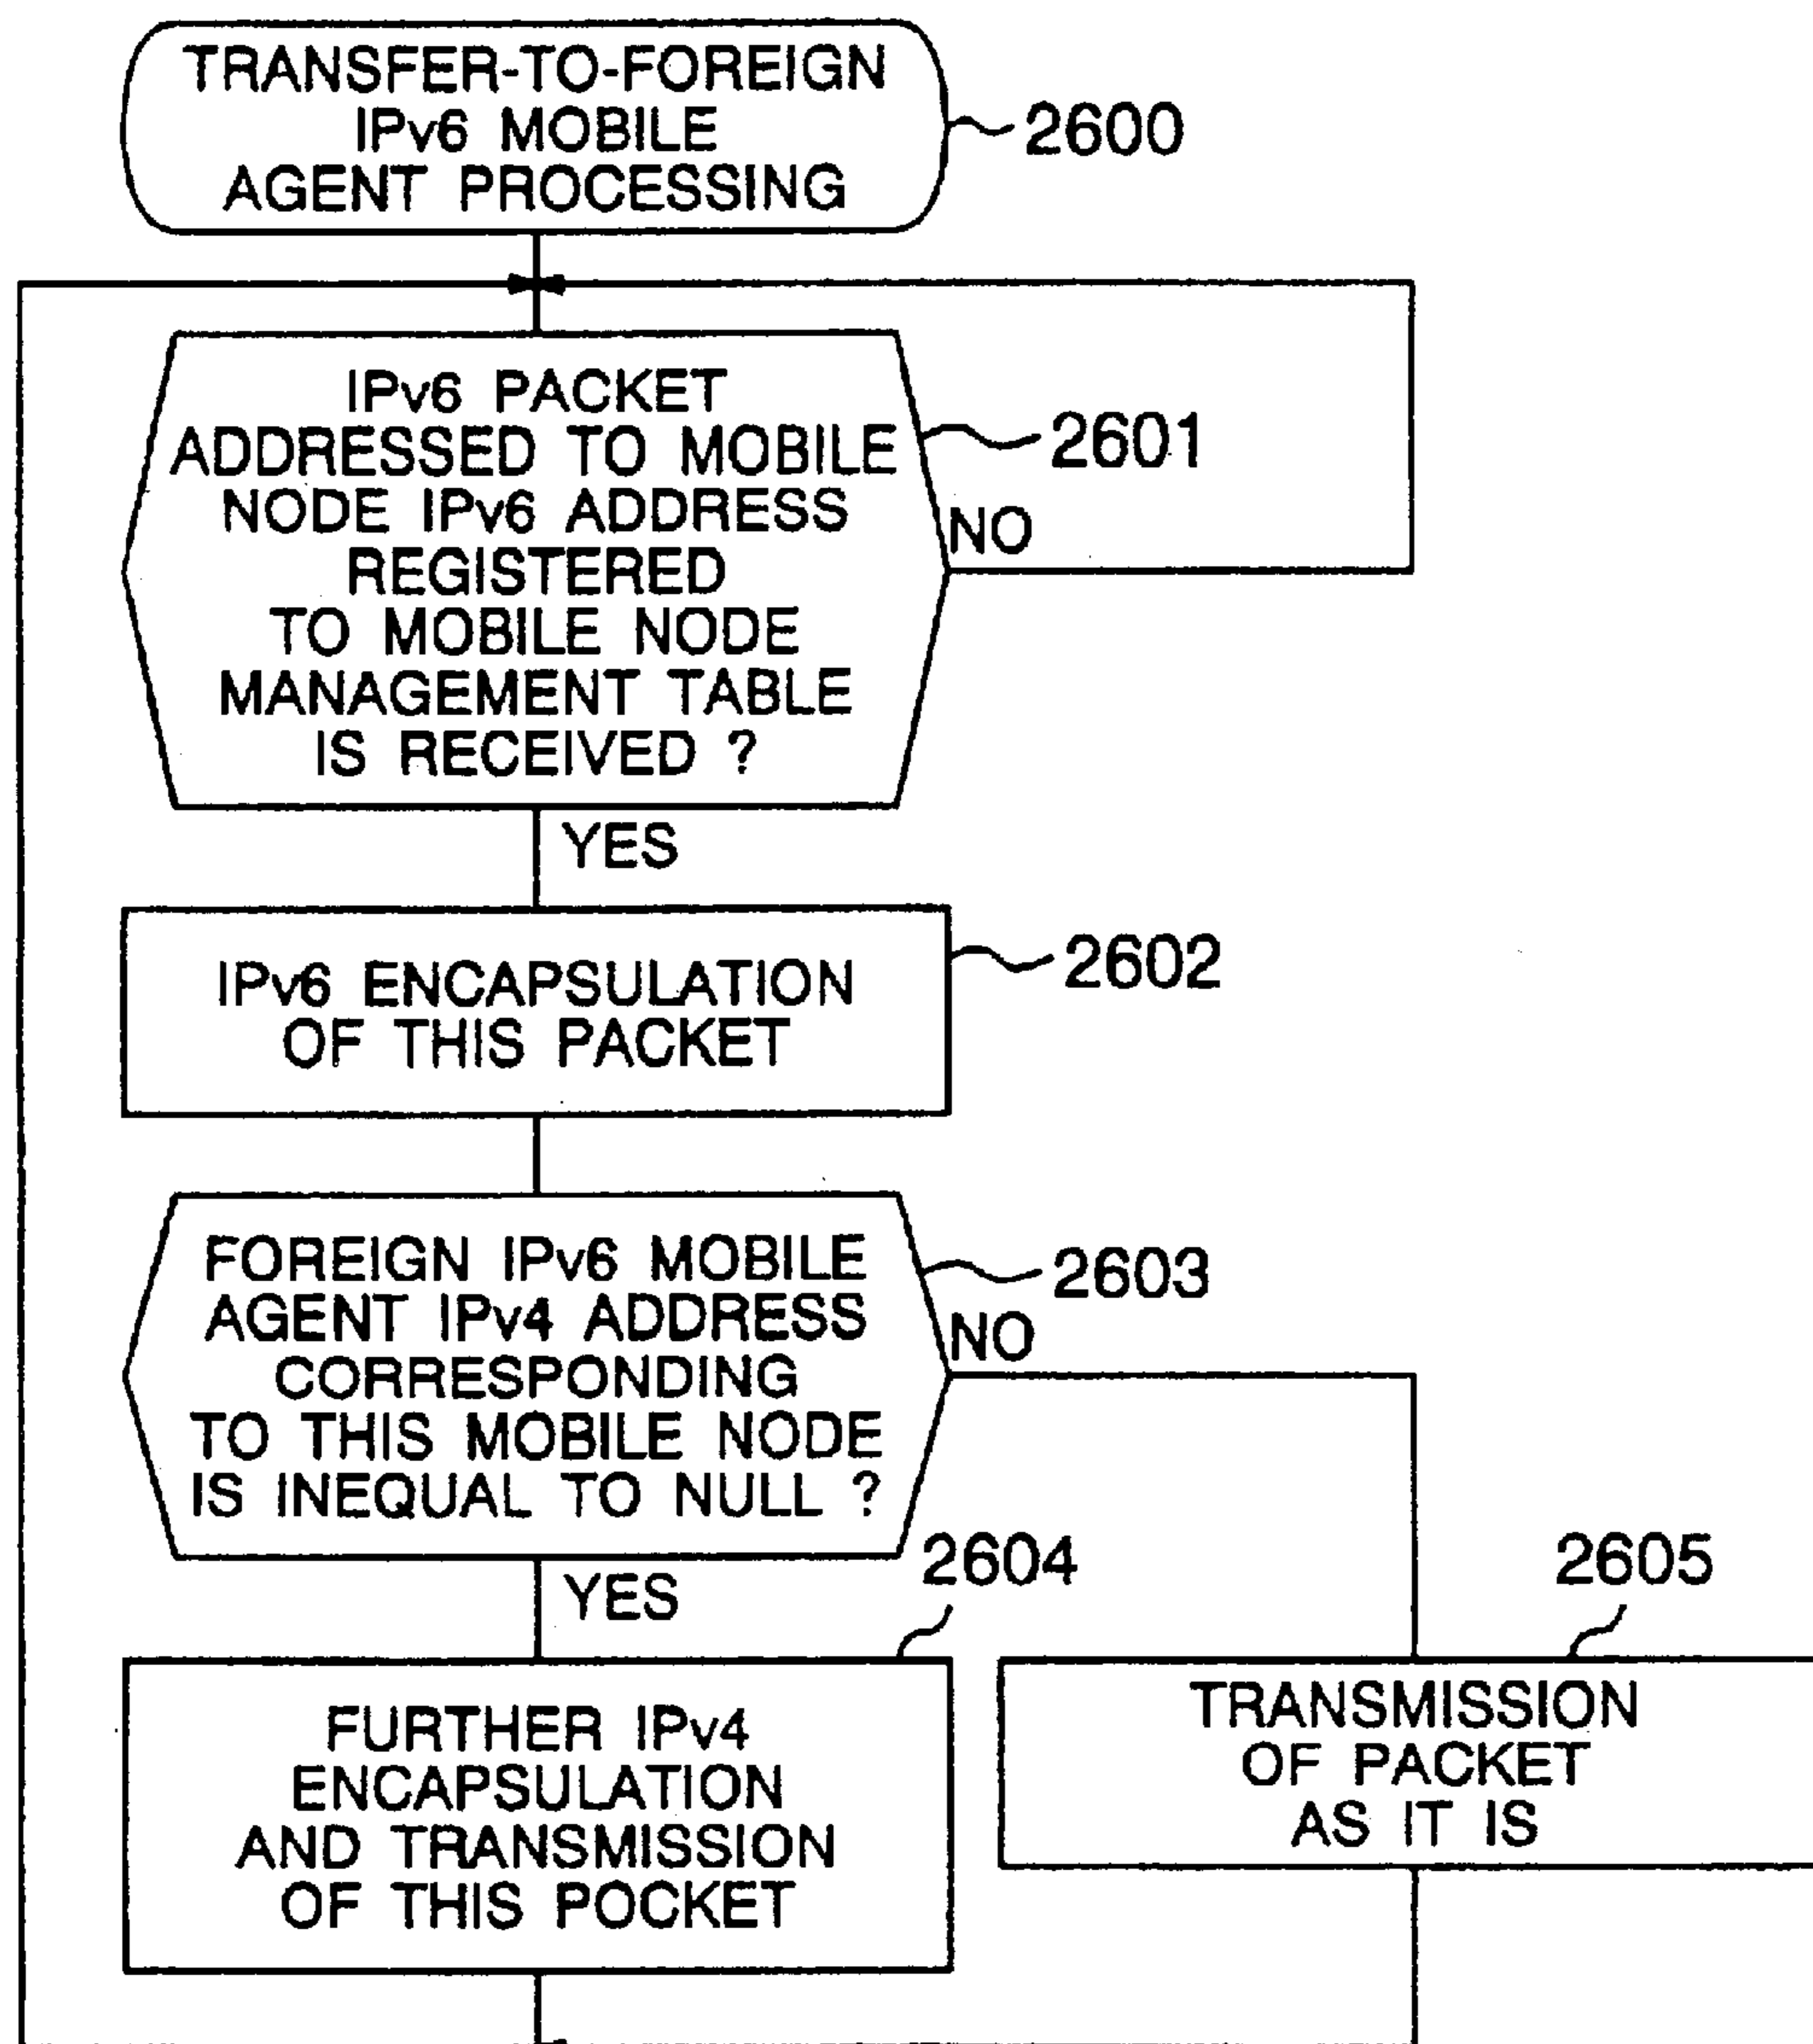 TRANSFER-TO-FOREIGN
IPv6 MOBILE
AGENT PROCESSING
2600
IPv6 PACKET
ADDRESSED TO MOBILE
NODE IPv6 ADDRESS
REGISTERED
TO MOBILE NODE
MANAGEMENT TABLE
IS RECEIVED ?
2601
NO
YES
IPv6 ENCAPSULATION
OF THIS PACKET
2602
FOREIGN IPv6 MOBILE
AGENT IPv4 ADDRESS
CORRESPONDING
TO THIS MOBILE NODE
IS INEQUAL TO NULL ?
2603
NO
YES
2604
FURTHER IPv4
ENCAPSULATION
AND TRANSMISSION
OF THIS POCKET
2605
TRANSMISSION
OF PACKET
AS IT IS